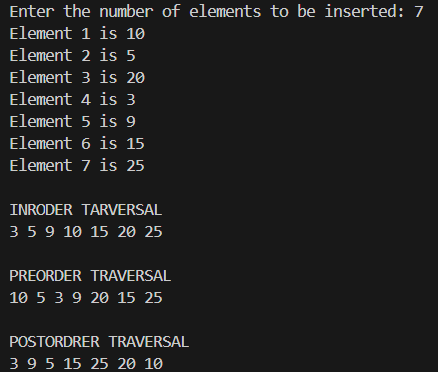 Enter the number of elements to be inserted: 7
Element 1 is 10
Element 2 is 5
Element 3 is 20
Element 4 is 3
Element 5 is 9
Element 6 is 15
Element 7 is 25
INRODER TARVERSAL
3 5 9 10 15 20 25
PREORDER TRAVERSAL
10 5 3 9 20 15 25
POSTORDRER TRAVERSAL
3 9 5 15 25 20 10